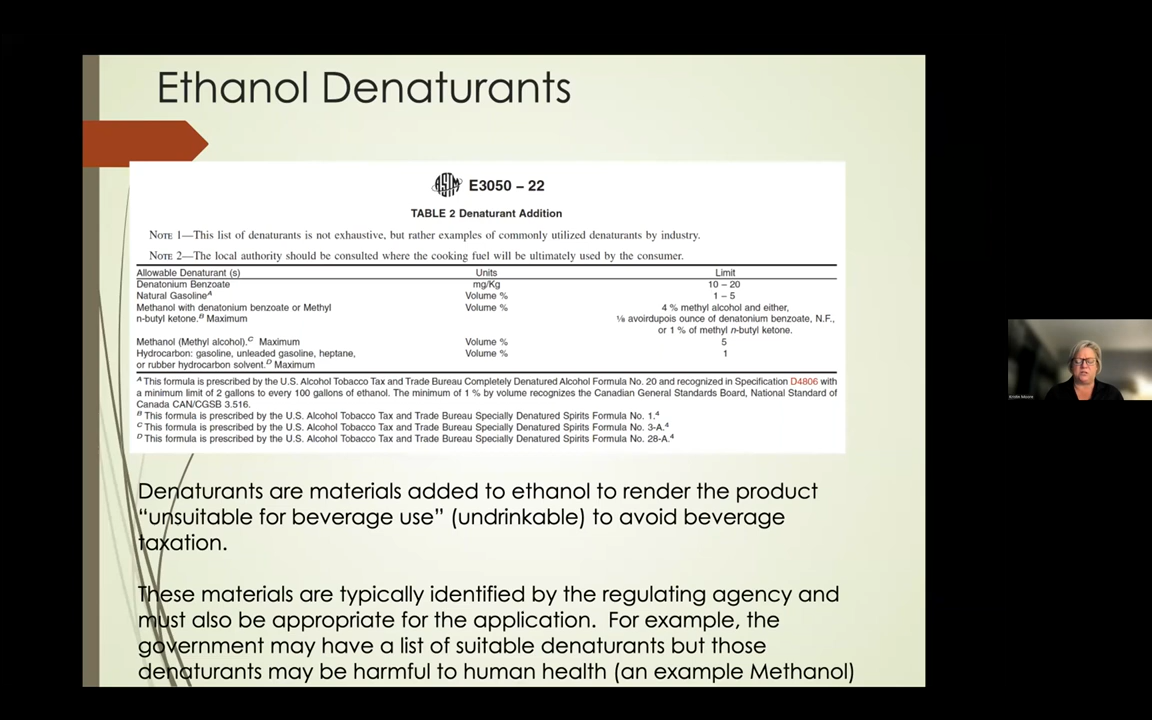 Ethanol Denaturants
ASTM E3050 – 22
TABLE 2 Denaturant Addition
NOTE 1—This list of denaturants is not exhaustive, but rather examples of commonly utilized denaturants by industry.
NOTE 2—The local authority should be consulted where the cooking fuel will be ultimately used by the consumer.
Allowable Denaturant (s) Units Limit
Denatonium Benzoate mg/Kg 10 – 20
Natural Gasoline^A Volume % 1 – 5
Methanol with denatonium benzoate or Methyl Volume % 4 % methyl alcohol and either,
n-butyl ketone.^B Maximum ⅛ avoirdupois ounce of denatonium benzoate, N.F.,
or 1 % of methyl n-butyl ketone.
Methanol (Methyl alcohol).^C Maximum Volume % 5
Hydrocarbon: gasoline, unleaded gasoline, heptane, Volume % 1
or rubber hydrocarbon solvent.^D Maximum
^A This formula is prescribed by the U.S. Alcohol Tobacco Tax and Trade Bureau Completely Denatured Alcohol Formula No. 20 and recognized in Specification D4806 with
a minimum limit of 2 gallons to every 100 gallons of ethanol. The minimum of 1 % by volume recognizes the Canadian General Standards Board, National Standard of
Canada CAN/CGSB 3.516.
^B This formula is prescribed by the U.S. Alcohol Tobacco Tax and Trade Bureau Specially Denatured Spirits Formula No. 1.^4
^C This formula is prescribed by the U.S. Alcohol Tobacco Tax and Trade Bureau Specially Denatured Spirits Formula No. 3-A.^4
^D This formula is prescribed by the U.S. Alcohol Tobacco Tax and Trade Bureau Specially Denatured Spirits Formula No. 28-A.^4
Denaturants are materials added to ethanol to render the product
“unsuitable for beverage use” (undrinkable) to avoid beverage
taxation.
These materials are typically identified by the regulating agency and
must also be appropriate for the application. For example, the
government may have a list of suitable denaturants but those
denaturants may be harmful to human health (an example Methanol)